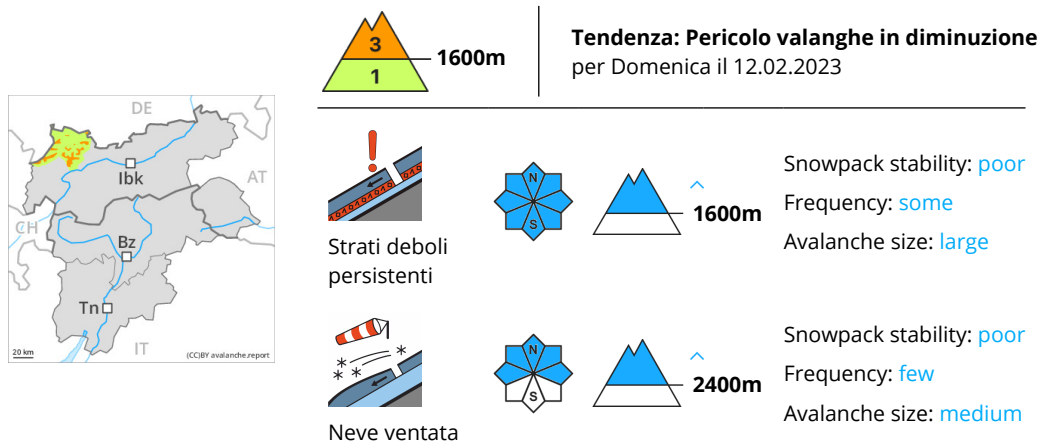 3
1
1600m
Tendenza: Pericolo valanghe in diminuzione
per Domenica il 12.02.2023
DE
AT
CH
IT
Ibk
Bz
Tn
20 km
(CC)BY avalanche.report
Strati deboli
persistenti
N
S
1600m
Snowpack stability: poor
Frequency: some
Avalanche size: large
Neve ventata
N
S
2400m
Snowpack stability: poor
Frequency: few
Avalanche size: medium